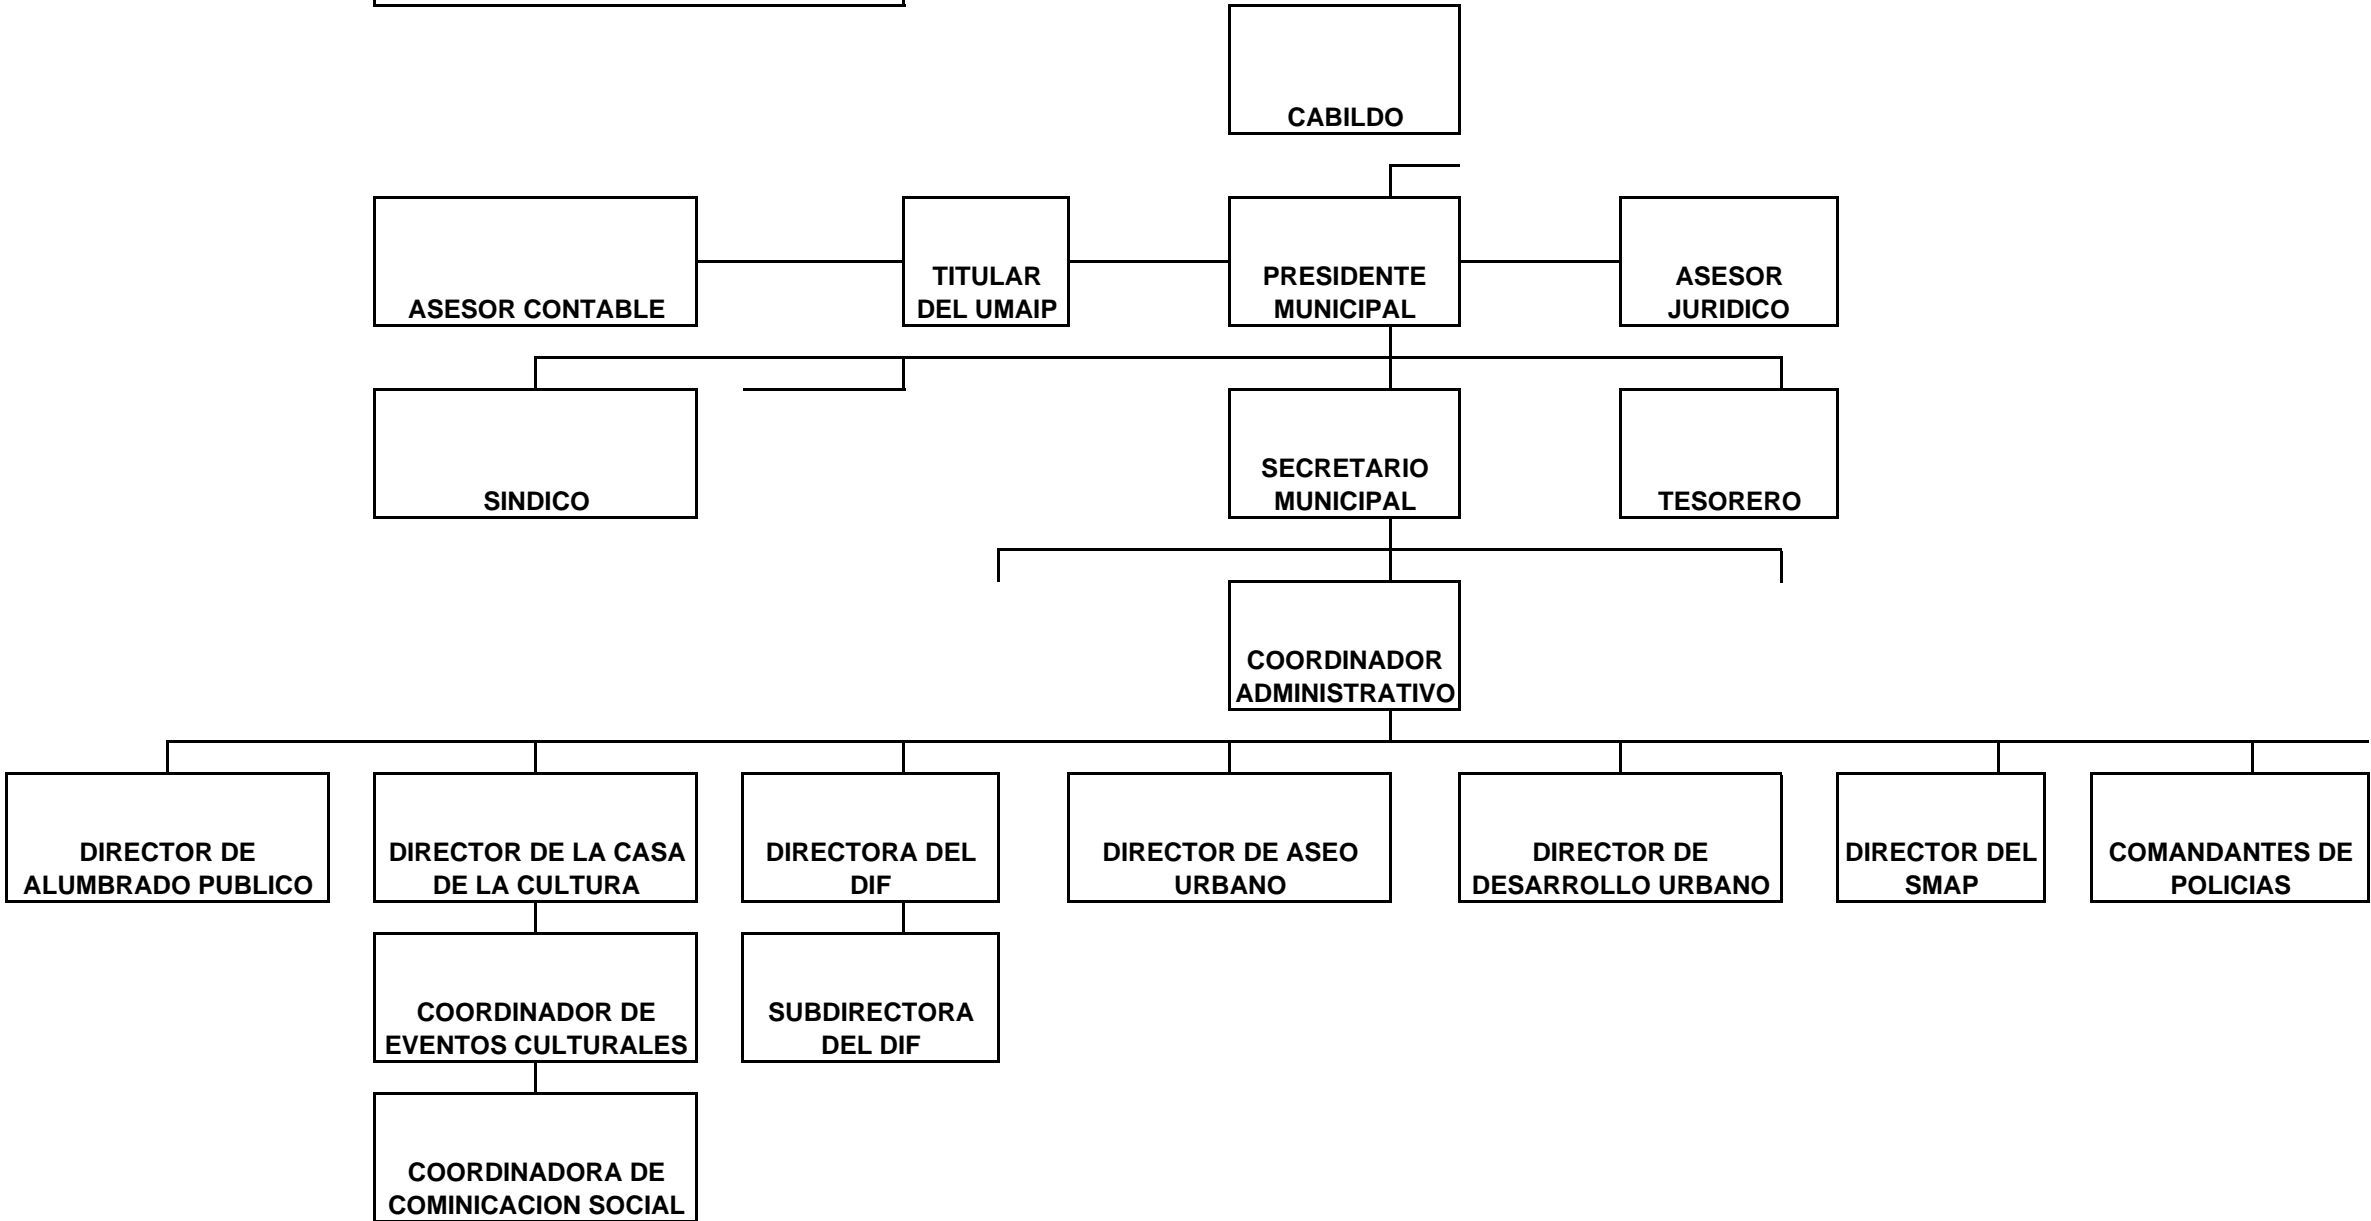 CABILDO
ASESOR CONTABLE
TITULAR
DEL UMAIP
PRESIDENTE
MUNICIPAL
ASESOR
JURIDICO
SINDICO
SECRETARIO
MUNICIPAL
TESORERO
COORDINADOR
ADMINISTRATIVO
DIRECTOR DE
ALUMBRADO PUBLICO
DIRECTOR DE LA CASA
DE LA CULTURA
DIRECTORA DEL
DIF
DIRECTOR DE ASEO
URBANO
DIRECTOR DE
DESARROLLO URBANO
DIRECTOR DEL
SMAP
COMANDANTES DE
POLICIAS
COORDINADOR DE
EVENTOS CULTURALES
SUBDIRECTORA
DEL DIF
COORDINADORA DE
COMINICACION SOCIAL